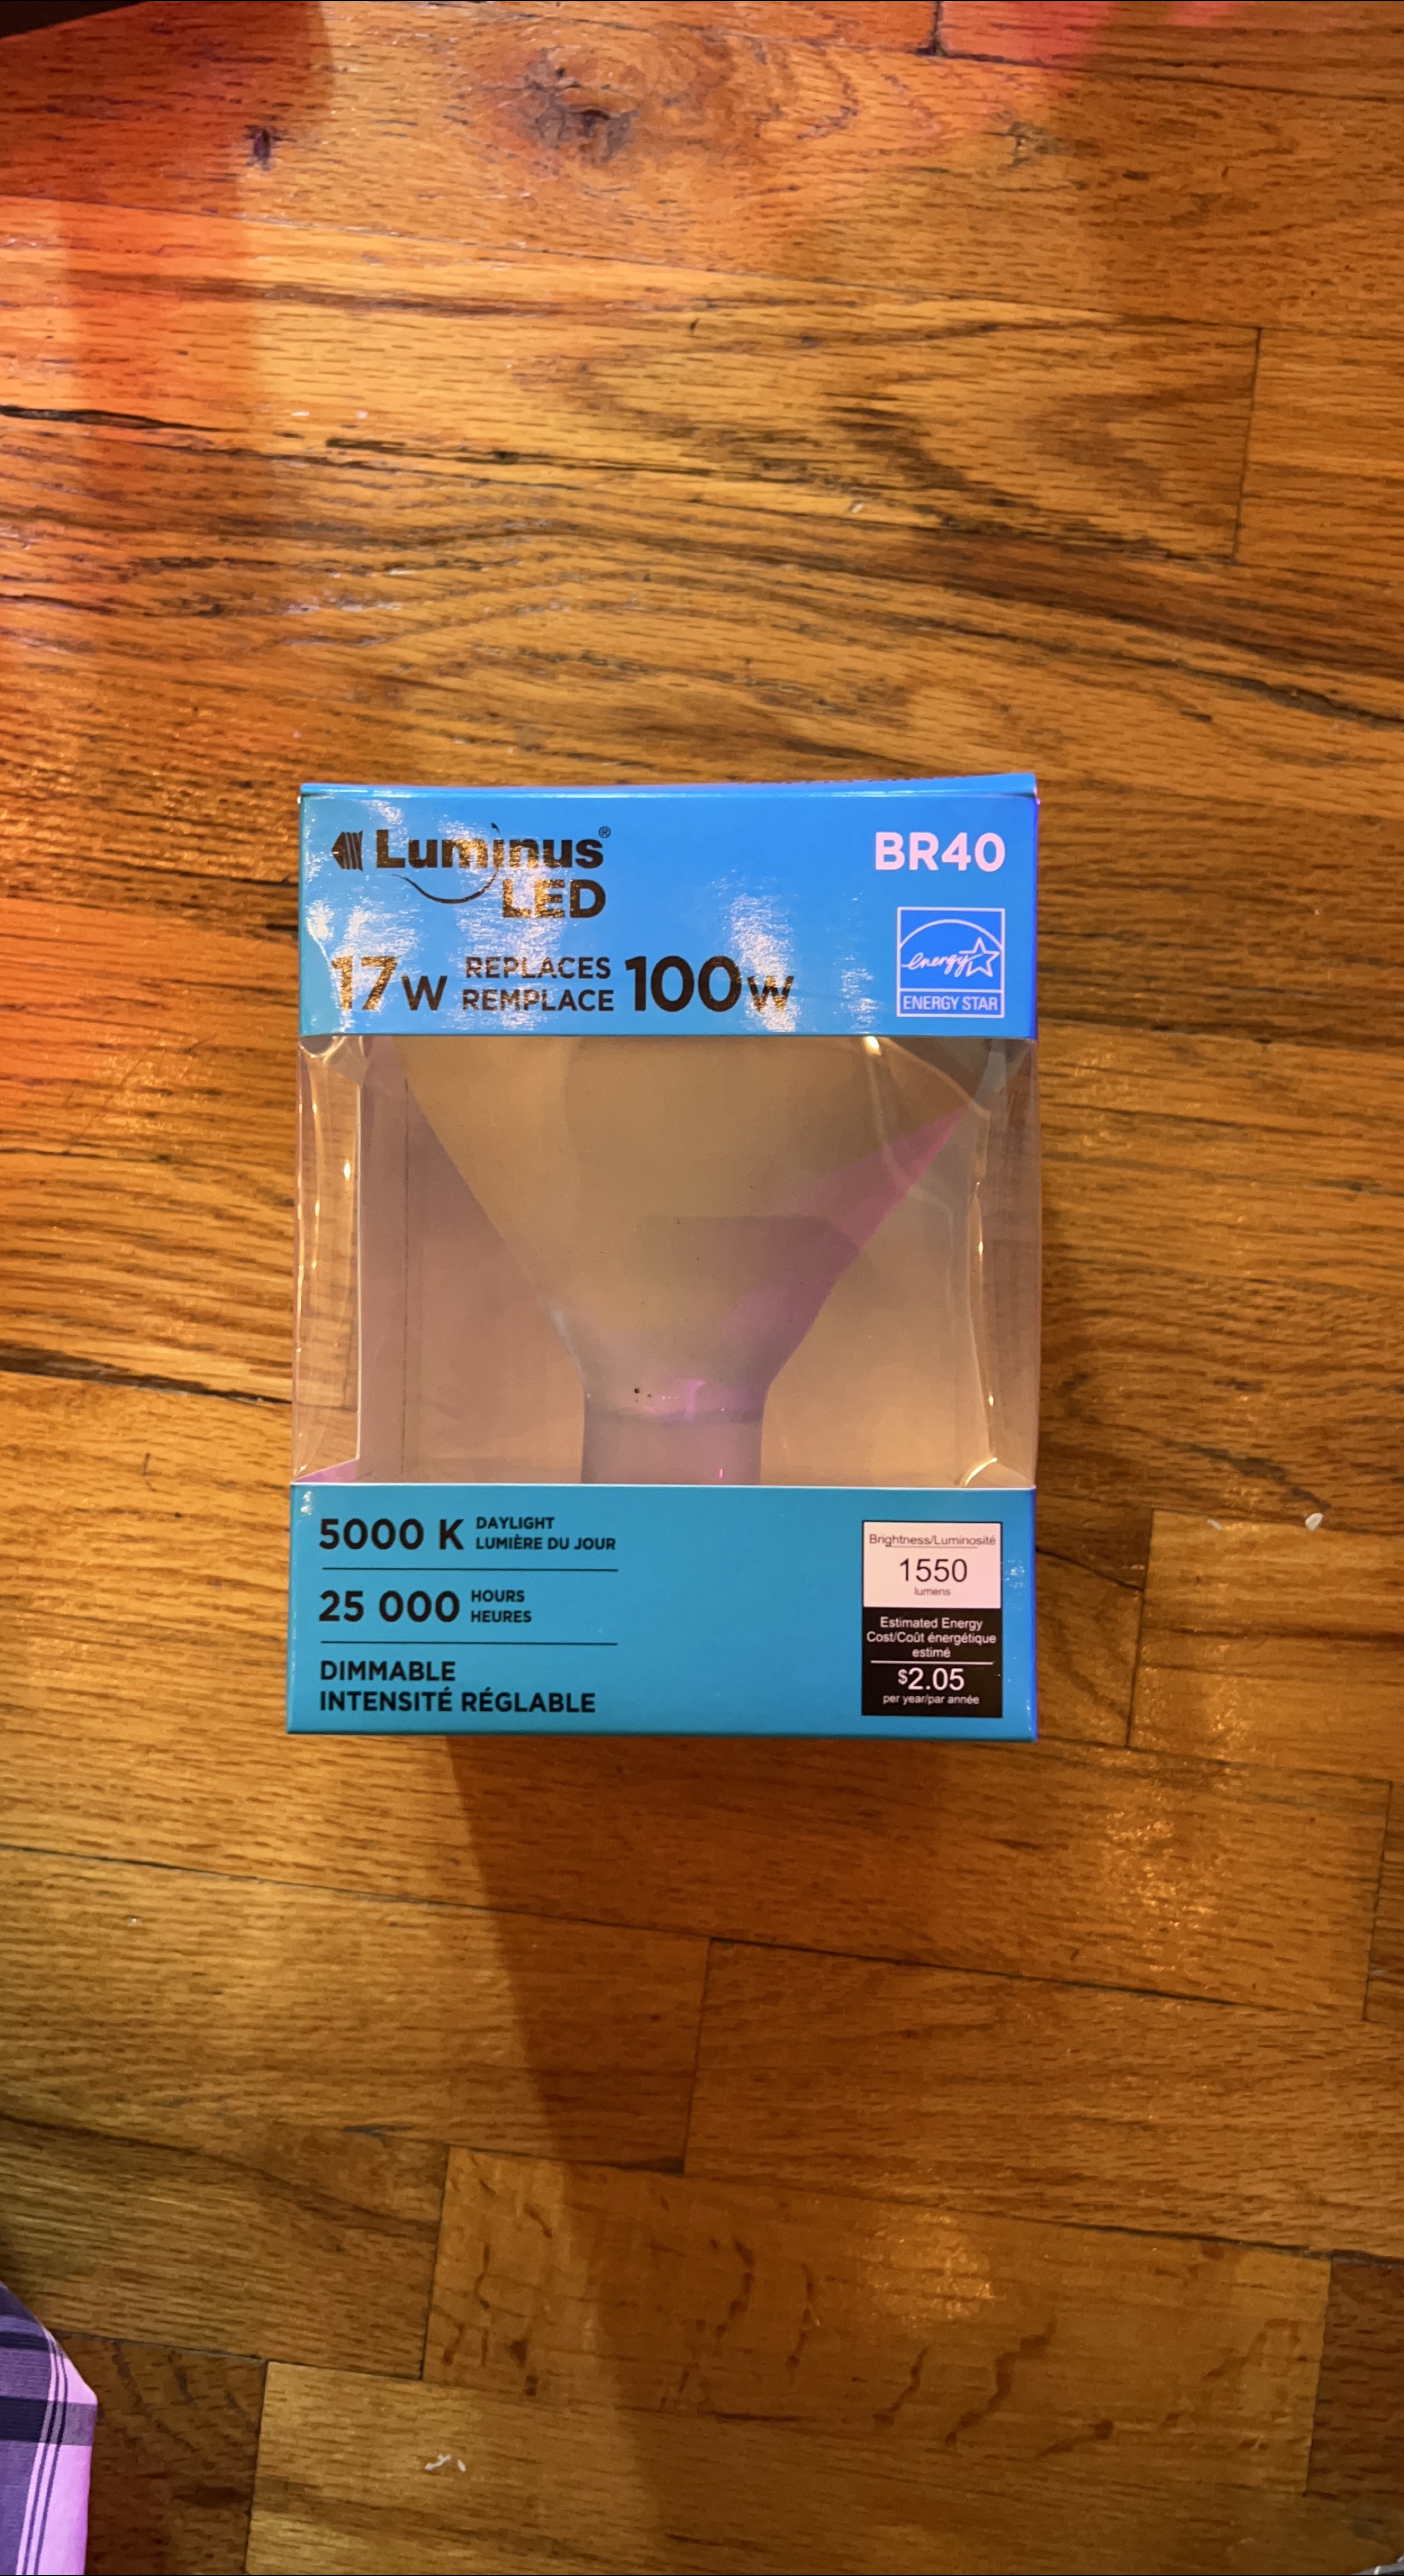 Luminus®
LED
BR40
17W REPLACES 100W
REMPLACE
energy
ENERGY STAR
5000 K DAYLIGHT
LUMIÈRE DU JOUR
25 000 HOURS
HEURES
DIMMABLE
INTENSITÉ RÉGLABLE
Brightness/Luminosité
1550
lumens
Estimated Energy
Cost/Coût énergétique
estimé
$2.05
per year/par année